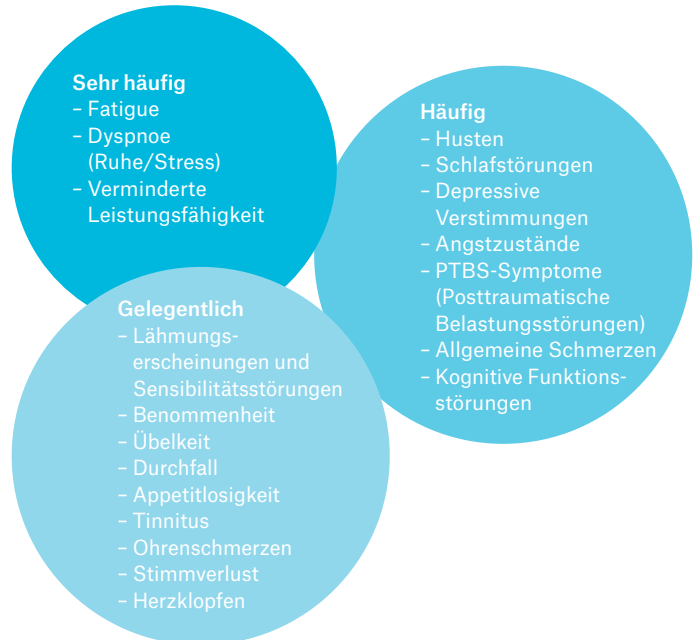 Sehr häufig
– Fatigue
– Dyspnoe
(Ruhe/Stress)
– Verminderte
Leistungsfähigkeit
Häufig
– Husten
– Schlafstörungen
– Depressive
Verstimmungen
– Angstzustände
– PTBS-Symptome
(Posttraumatische
Belastungsstörungen)
– Allgemeine Schmerzen
– Kognitive Funktions-
störungen
Gelegentlich
– Lähmungs-
erscheinungen und
Sensibilitätsstörungen
– Benommenheit
– Übelkeit
– Durchfall
– Appetitlosigkeit
– Tinnitus
– Ohrenschmerzen
– Stimmverlust
– Herzklopfen